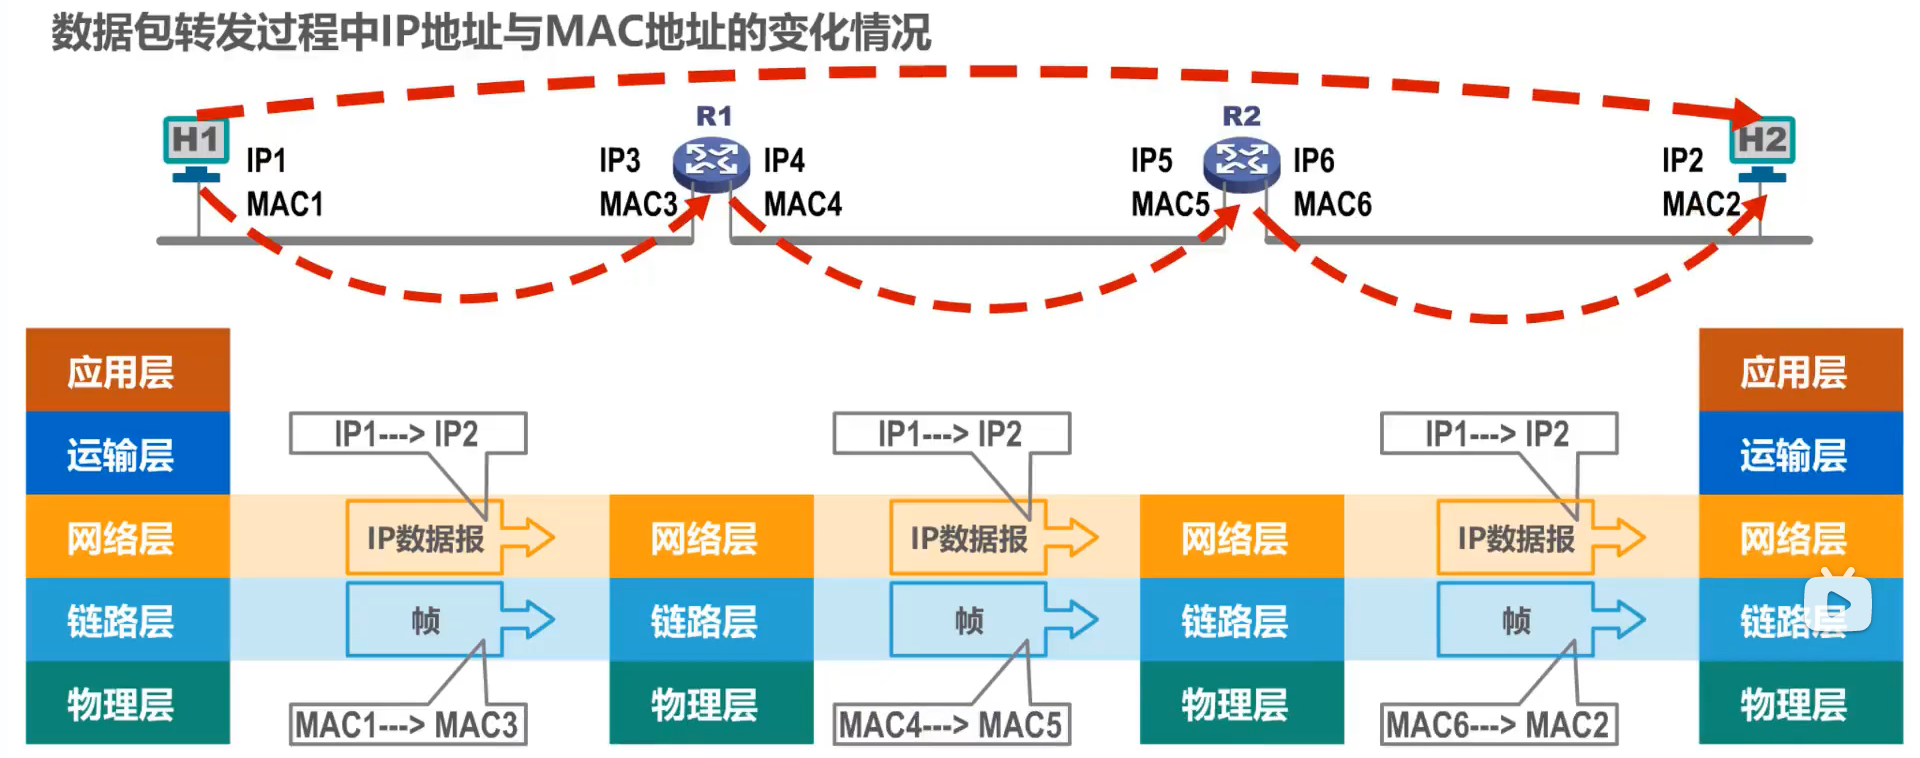 数据包转发过程中IP地址与MAC地址的变化情况
R1
R2
H1
H2
IP1
IP3
IP4
IP5
IP6
IP2
MAC1
MAC3
MAC4
MAC5
MAC6
MAC2
应用层
应用层
IP1---> IP2
IP1---> IP2
IP1---> IP2
运输层
运输层
网络层
IP数据报
网络层
IP数据报
网络层
IP数据报
网络层
链路层
帧
链路层
帧
链路层
帧
链路层
物理层
物理层
物理层
物理层
MAC1---> MAC3
MAC4---> MAC5
MAC6---> MAC2